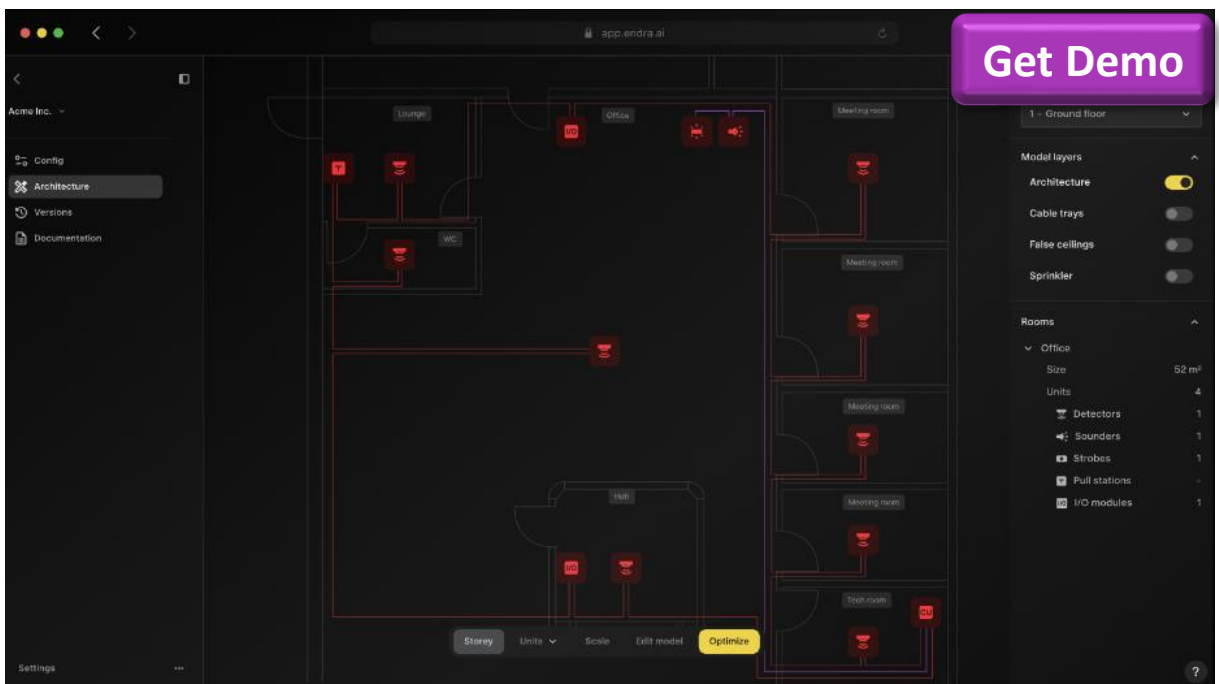 app.endra.ai
Get Demo
Acme Inc.
Config
Architecture
Versions
Documentation
Settings
Lounge
I/O
Office
Meeting room
WC
Meeting room
Meeting room
Hub
Meeting room
I/O
Tech room
CU
Storey
Units
Scale
Edit model
Optimize
1 - Ground floor
Model layers
Architecture
Cable trays
False ceilings
Sprinkler
Rooms
Office
Size 52 m²
Units 4
Detectors 1
Sounders 1
Strobes 1
Pull stations -
I/O modules 1
?